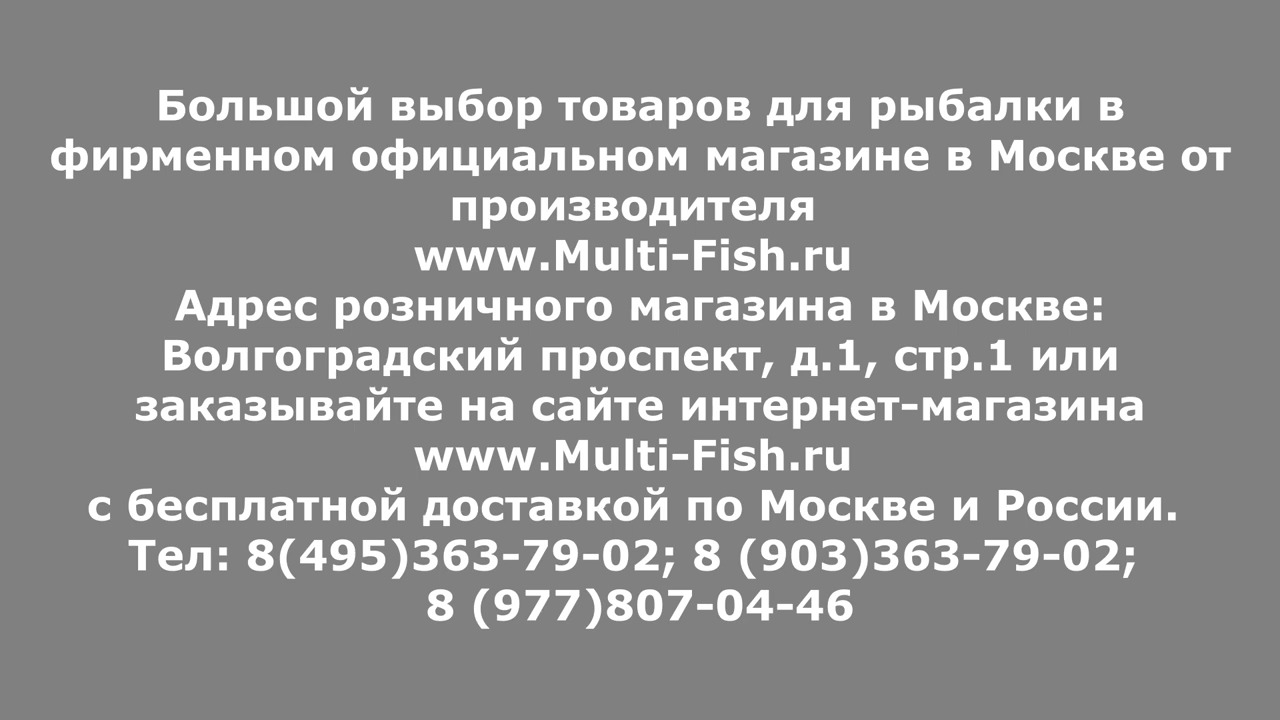 Большой выбор товаров для рыбалки в
фирменном официальном магазине в Москве от
производителя
www.Multi-Fish.ru
Адрес розничного магазина в Москве:
Волгоградский проспект, д.1, стр.1 или
заказывайте на сайте интернет-магазина
www.Multi-Fish.ru
с бесплатной доставкой по Москве и России.
Тел: 8(495)363-79-02; 8 (903)363-79-02;
8 (977)807-04-46